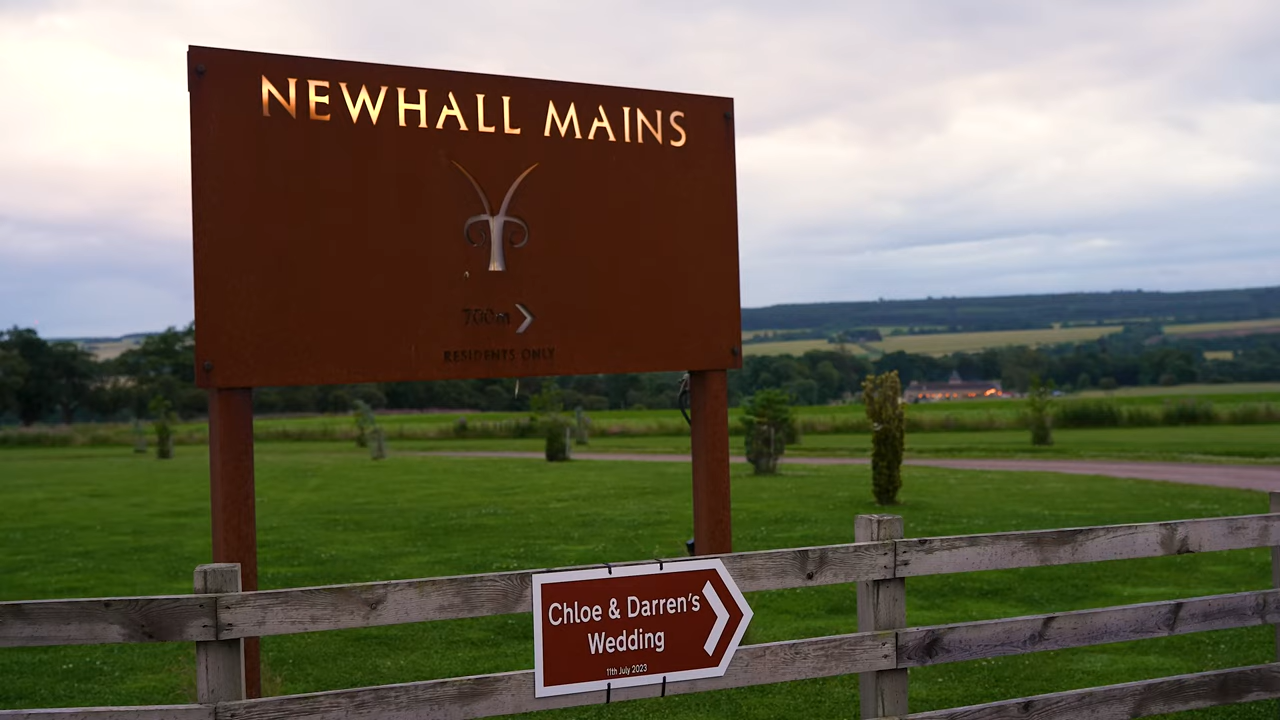 NEWHALL MAINS
700m
RESIDENTS ONLY
Chloe & Darren's
Wedding
11th July 2023